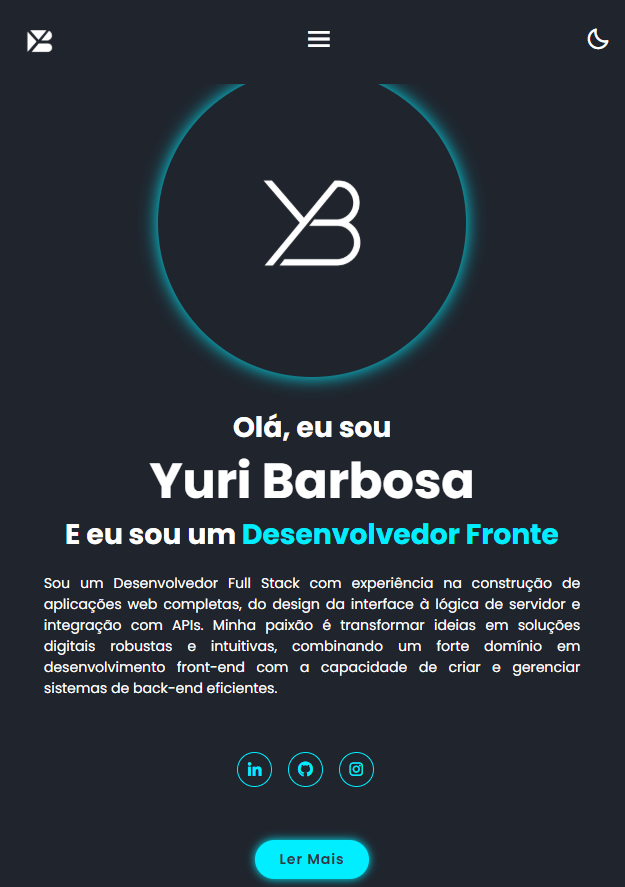 YB
YB
Olá, eu sou
Yuri Barbosa
E eu sou um Desenvolvedor Fronte
Sou um Desenvolvedor Full Stack com experiência na construção de
aplicações web completas, do design da interface à lógica de servidor e
integração com APIs. Minha paixão é transformar ideias em soluções
digitais robustas e intuitivas, combinando um forte domínio em
desenvolvimento front-end com a capacidade de criar e gerenciar
sistemas de back-end eficientes.
in
Ler Mais